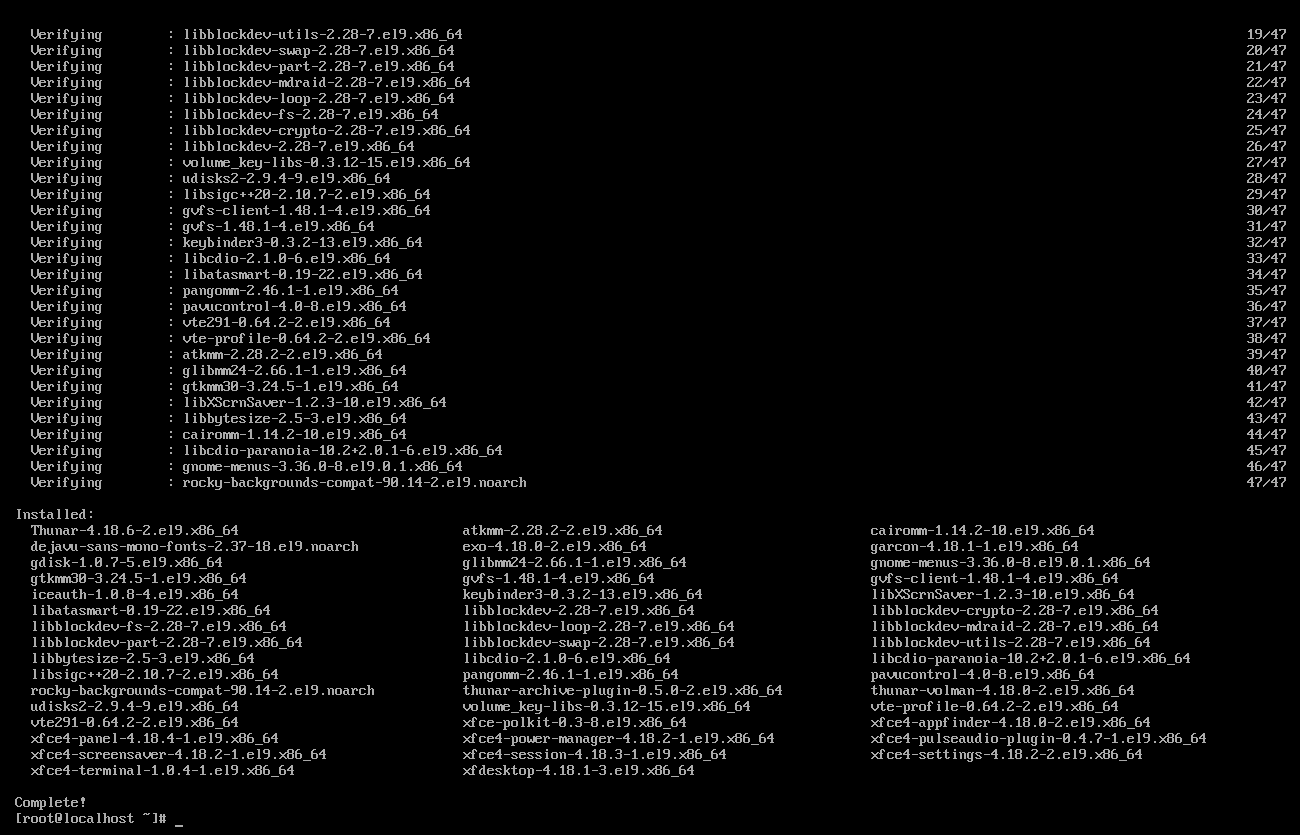 Verifying : libblockdev-utils-2.28-7.el9.x86_64 19/47
Verifying : libblockdev-swap-2.28-7.el9.x86_64 20/47
Verifying : libblockdev-part-2.28-7.el9.x86_64 21/47
Verifying : libblockdev-mdraid-2.28-7.el9.x86_64 22/47
Verifying : libblockdev-loop-2.28-7.el9.x86_64 23/47
Verifying : libblockdev-fs-2.28-7.el9.x86_64 24/47
Verifying : libblockdev-crypto-2.28-7.el9.x86_64 25/47
Verifying : libblockdev-2.28-7.el9.x86_64 26/47
Verifying : volume_key-libs-0.3.12-15.el9.x86_64 27/47
Verifying : udisks2-2.9.4-9.el9.x86_64 28/47
Verifying : libsigc++20-2.10.7-2.el9.x86_64 29/47
Verifying : gvfs-client-1.48.1-4.el9.x86_64 30/47
Verifying : gvfs-1.48.1-4.el9.x86_64 31/47
Verifying : keybinder3-0.3.2-13.el9.x86_64 32/47
Verifying : libcdio-2.1.0-6.el9.x86_64 33/47
Verifying : libatasmart-0.19-22.el9.x86_64 34/47
Verifying : pangomm-2.46.1-1.el9.x86_64 35/47
Verifying : pavucontrol-4.0-8.el9.x86_64 36/47
Verifying : vte291-0.64.2-2.el9.x86_64 37/47
Verifying : vte-profile-0.64.2-2.el9.x86_64 38/47
Verifying : atkmm-2.28.2-2.el9.x86_64 39/47
Verifying : glibmm24-2.66.1-1.el9.x86_64 40/47
Verifying : gtkmm30-3.24.5-1.el9.x86_64 41/47
Verifying : libXScrnSaver-1.2.3-10.el9.x86_64 42/47
Verifying : libbytesize-2.5-3.el9.x86_64 43/47
Verifying : cairomm-1.14.2-10.el9.x86_64 44/47
Verifying : libcdio-paranoia-10.2+2.0.1-6.el9.x86_64 45/47
Verifying : gnome-menus-3.36.0-8.el9.0.1.x86_64 46/47
Verifying : rocky-backgrounds-compat-90.14-2.el9.noarch 47/47
Installed:
Thunar-4.18.6-2.el9.x86_64 atkmm-2.28.2-2.el9.x86_64 cairomm-1.14.2-10.el9.x86_64
dejavu-sans-mono-fonts-2.37-18.el9.noarch exo-4.18.0-2.el9.x86_64 garcon-4.18.1-1.el9.x86_64
gdisk-1.0.7-5.el9.x86_64 glibmm24-2.66.1-1.el9.x86_64 gnome-menus-3.36.0-8.el9.0.1.x86_64
gtkmm30-3.24.5-1.el9.x86_64 gvfs-1.48.1-4.el9.x86_64 gvfs-client-1.48.1-4.el9.x86_64
iceauth-1.0.8-4.el9.x86_64 keybinder3-0.3.2-13.el9.x86_64 libXScrnSaver-1.2.3-10.el9.x86_64
libatasmart-0.19-22.el9.x86_64 libblockdev-2.28-7.el9.x86_64 libblockdev-crypto-2.28-7.el9.x86_64
libblockdev-fs-2.28-7.el9.x86_64 libblockdev-loop-2.28-7.el9.x86_64 libblockdev-mdraid-2.28-7.el9.x86_64
libblockdev-part-2.28-7.el9.x86_64 libblockdev-swap-2.28-7.el9.x86_64 libblockdev-utils-2.28-7.el9.x86_64
libbytesize-2.5-3.el9.x86_64 libcdio-2.1.0-6.el9.x86_64 libcdio-paranoia-10.2+2.0.1-6.el9.x86_64
libsigc++20-2.10.7-2.el9.x86_64 pangomm-2.46.1-1.el9.x86_64 pavucontrol-4.0-8.el9.x86_64
rocky-backgrounds-compat-90.14-2.el9.noarch thunar-archive-plugin-0.5.0-2.el9.x86_64 thunar-volman-4.18.0-2.el9.x86_64
udisks2-2.9.4-9.el9.x86_64 volume_key-libs-0.3.12-15.el9.x86_64 vte-profile-0.64.2-2.el9.x86_64
vte291-0.64.2-2.el9.x86_64 xfce-polkit-0.3-8.el9.x86_64 xfce4-appfinder-4.18.0-2.el9.x86_64
xfce4-panel-4.18.4-1.el9.x86_64 xfce4-power-manager-4.18.2-1.el9.x86_64 xfce4-pulseaudio-plugin-0.4.7-1.el9.x86_64
xfce4-screensaver-4.18.2-1.el9.x86_64 xfce4-session-4.18.3-1.el9.x86_64 xfce4-settings-4.18.2-2.el9.x86_64
xfce4-terminal-1.0.4-1.el9.x86_64 xfdesktop-4.18.1-3.el9.x86_64
Complete!
[root@localhost ~]# _